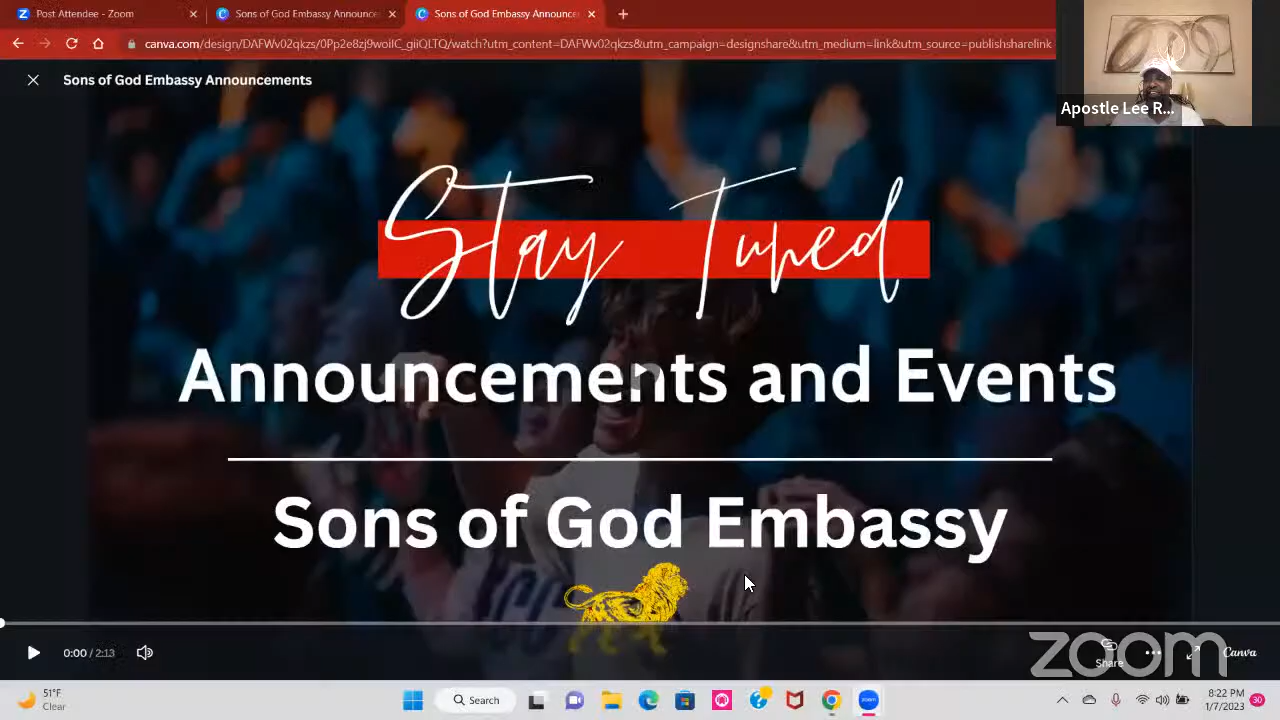 Post Attendee - Zoom
Sons of God Embassy Announce
Sons of God Embassy Announce
canva.com/design/DAFWv02qkzs/0Pp2e8zj9wolIC_giiQLTQ/watch?utm_content=DAFWv02qkzs&utm_campaign=designshare&utm_medium=link&utm_source=publishsharelink
Sons of God Embassy Announcements
Apostle Lee R...
Stay Tuned
Announcements and Events
Sons of God Embassy
0:00 / 2:13
Share
Canva
zoom
51°F
Clear
Search
zoom
8:22 PM
1/7/2023
30